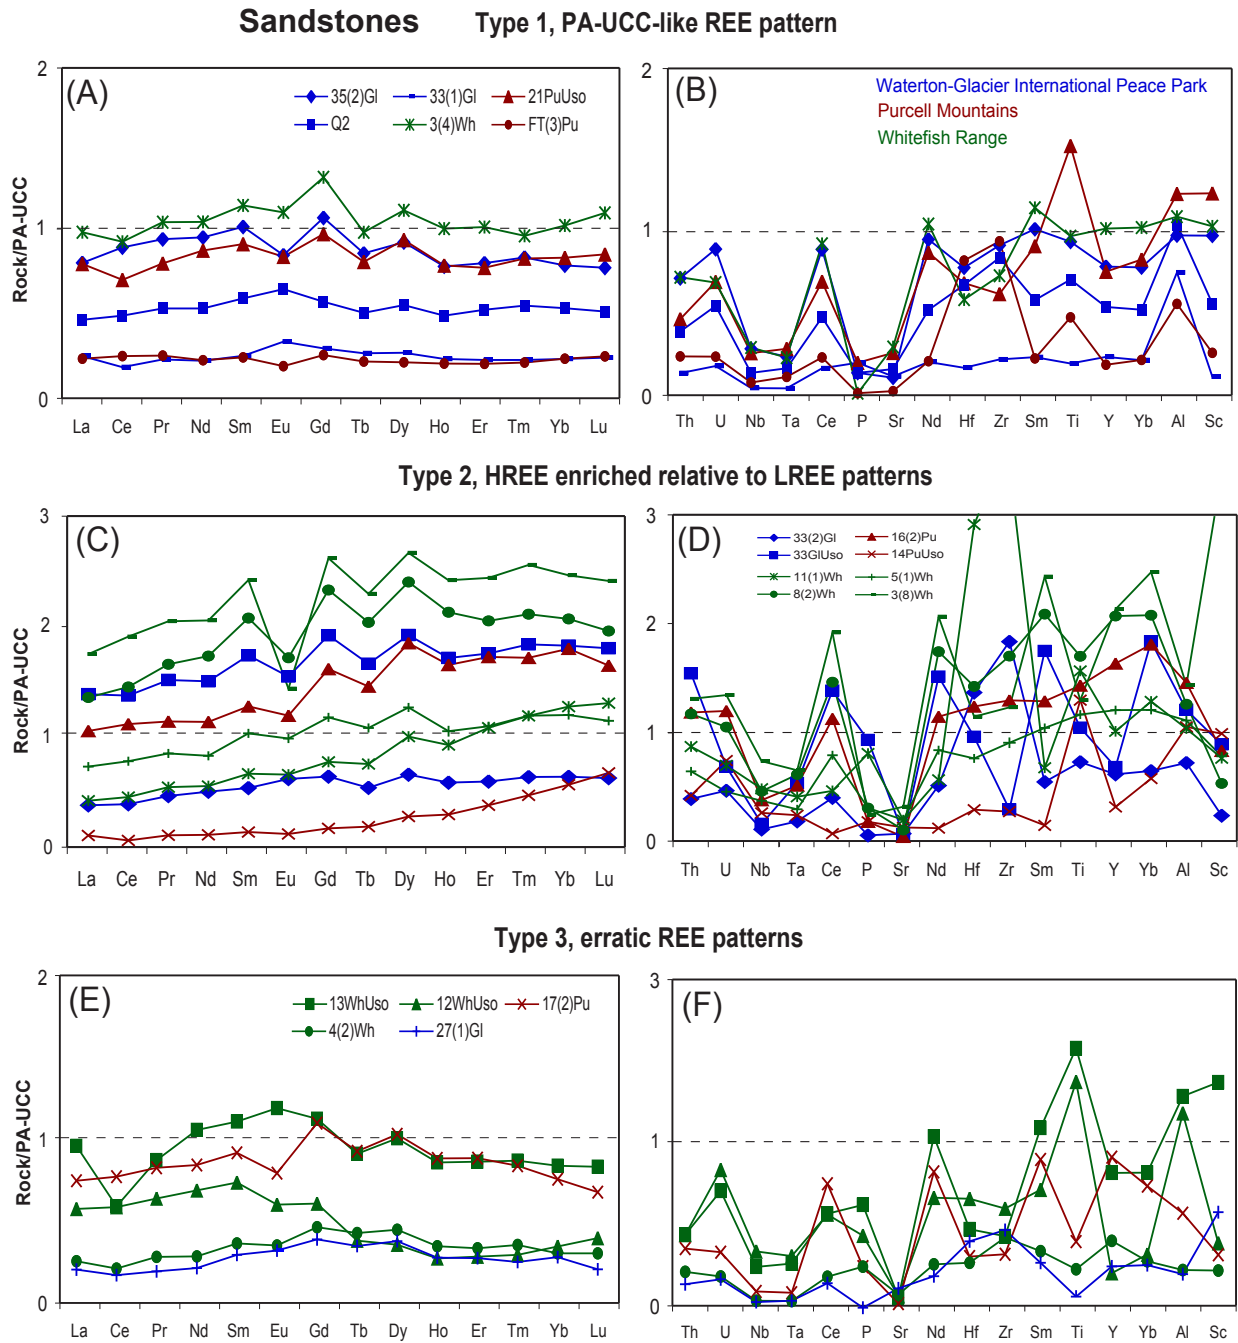 Sandstones Type 1, PA-UCC-like REE pattern
(A)
2
1
0
Rock/PA-UCC
35(2)Gl 33(1)Gl 21PuUso
Q2 3(4)Wh FT(3)Pu
La Ce Pr Nd Sm Eu Gd Tb Dy Ho Er Tm Yb Lu
(B)
2
1
0
Waterton-Glacier International Peace Park
Purcell Mountains
Whitefish Range
Th U Nb Ta Ce P Sr Nd Hf Zr Sm Ti Y Yb Al Sc
Type 2, HREE enriched relative to LREE patterns
(C)
3
2
1
0
Rock/PA-UCC
La Ce Pr Nd Sm Eu Gd Tb Dy Ho Er Tm Yb Lu
(D)
3
2
1
0
33(2)Gl 16(2)Pu
33GlUso 14PuUso
11(1)Wh 5(1)Wh
8(2)Wh 3(8)Wh
Th U Nb Ta Ce P Sr Nd Hf Zr Sm Ti Y Yb Al Sc
Type 3, erratic REE patterns
(E)
2
1
0
Rock/PA-UCC
13WhUso 12WhUso 17(2)Pu
4(2)Wh 27(1)Gl
La Ce Pr Nd Sm Eu Gd Tb Dy Ho Er Tm Yb Lu
(F)
3
1
0
Th U Nb Ta Ce P Sr Nd Hf Zr Sm Ti Y Yb Al Sc